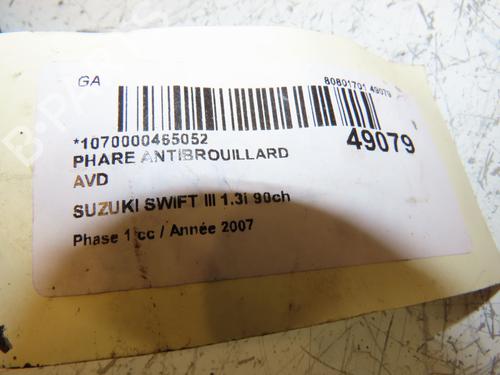 GA
80801701 49079
*1070000465052
49079
PHARE ANTIBROUILLARD
AVD
SUZUKI SWIFT III 1.3i 90ch
Phase 1 cc / Année 2007